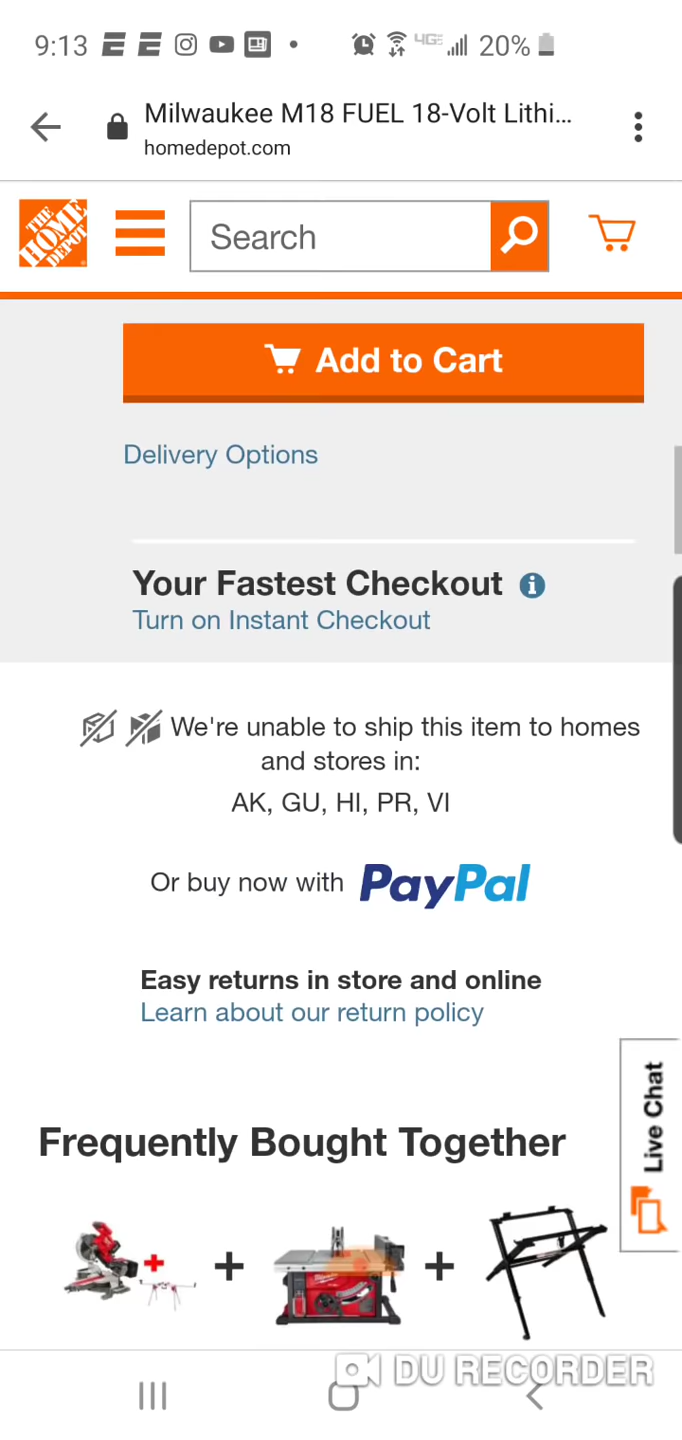 9:13 4GE 20%
Milwaukee M18 FUEL 18-Volt Lithi...
homedepot.com
THE HOME DEPOT
Search
Add to Cart
Delivery Options
Your Fastest Checkout
Turn on Instant Checkout
We're unable to ship this item to homes
and stores in:
AK, GU, HI, PR, VI
Or buy now with PayPal
Easy returns in store and online
Learn about our return policy
Live Chat
Frequently Bought Together
+ + +
DU RECORDER